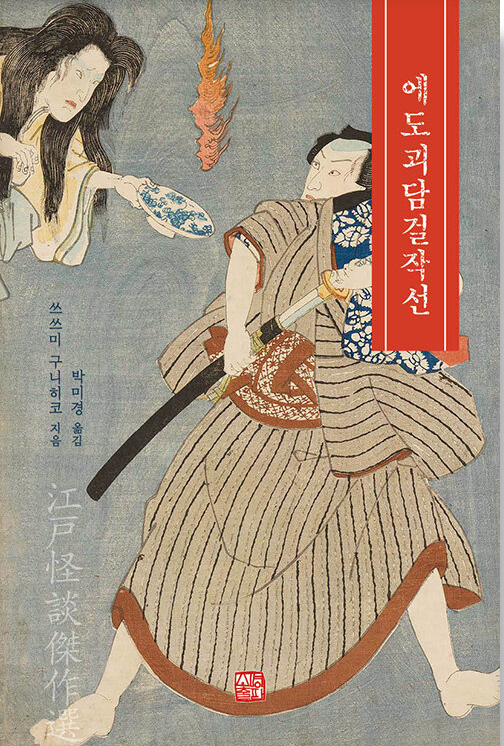 에도괴담걸작선
쓰쓰미 구니히코 지음
박미경 옮김
江戸怪談傑作選